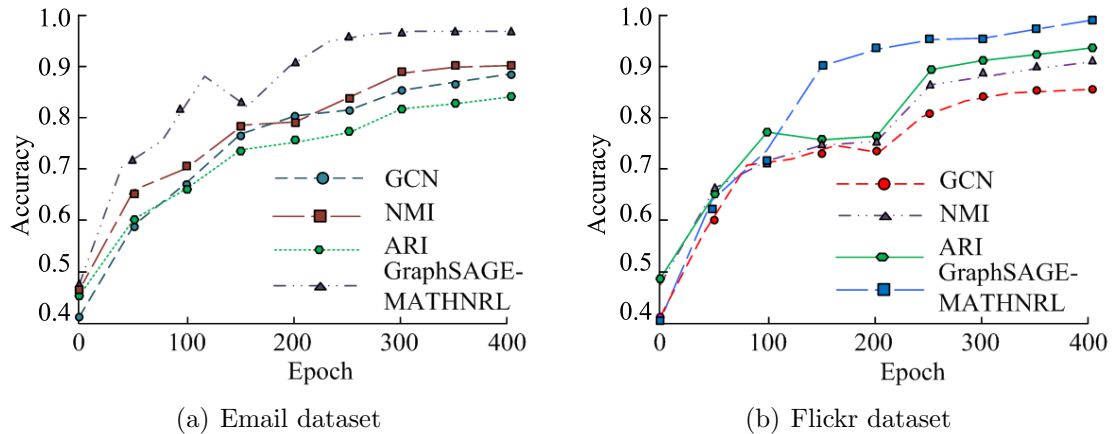 1.0
0.9
0.8
0.7
0.6
0.5
0.4
Accuracy
GCN
NMI
ARI
GraphSAGE-
MATHNRL
0 100 200 300 400
Epoch
(a) Email dataset
1.0
0.9
0.8
0.7
0.6
0.5
0.4
Accuracy
GCN
NMI
ARI
GraphSAGE-
MATHNRL
0 100 200 300 400
Epoch
(b) Flickr dataset